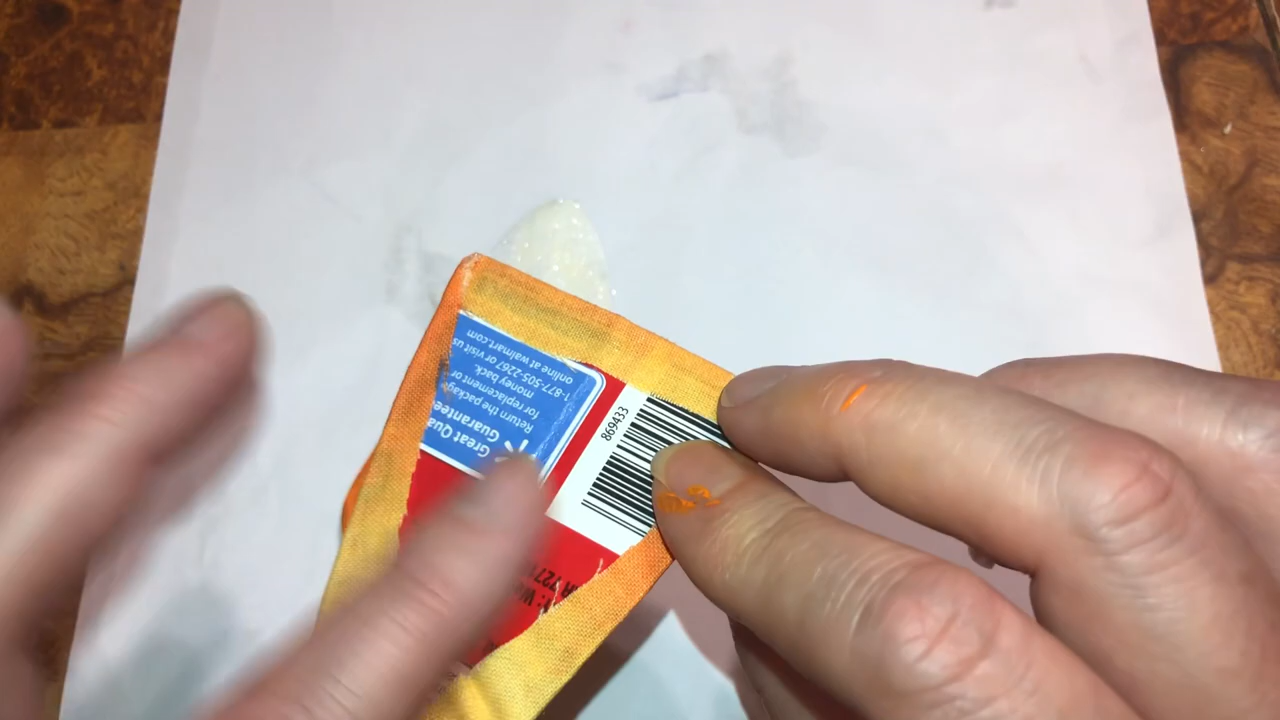 Great Qua
Guarantee
Return the package
for replacement or
money back.
1-877-505-2267 or visit us
online at walmart.com
869433